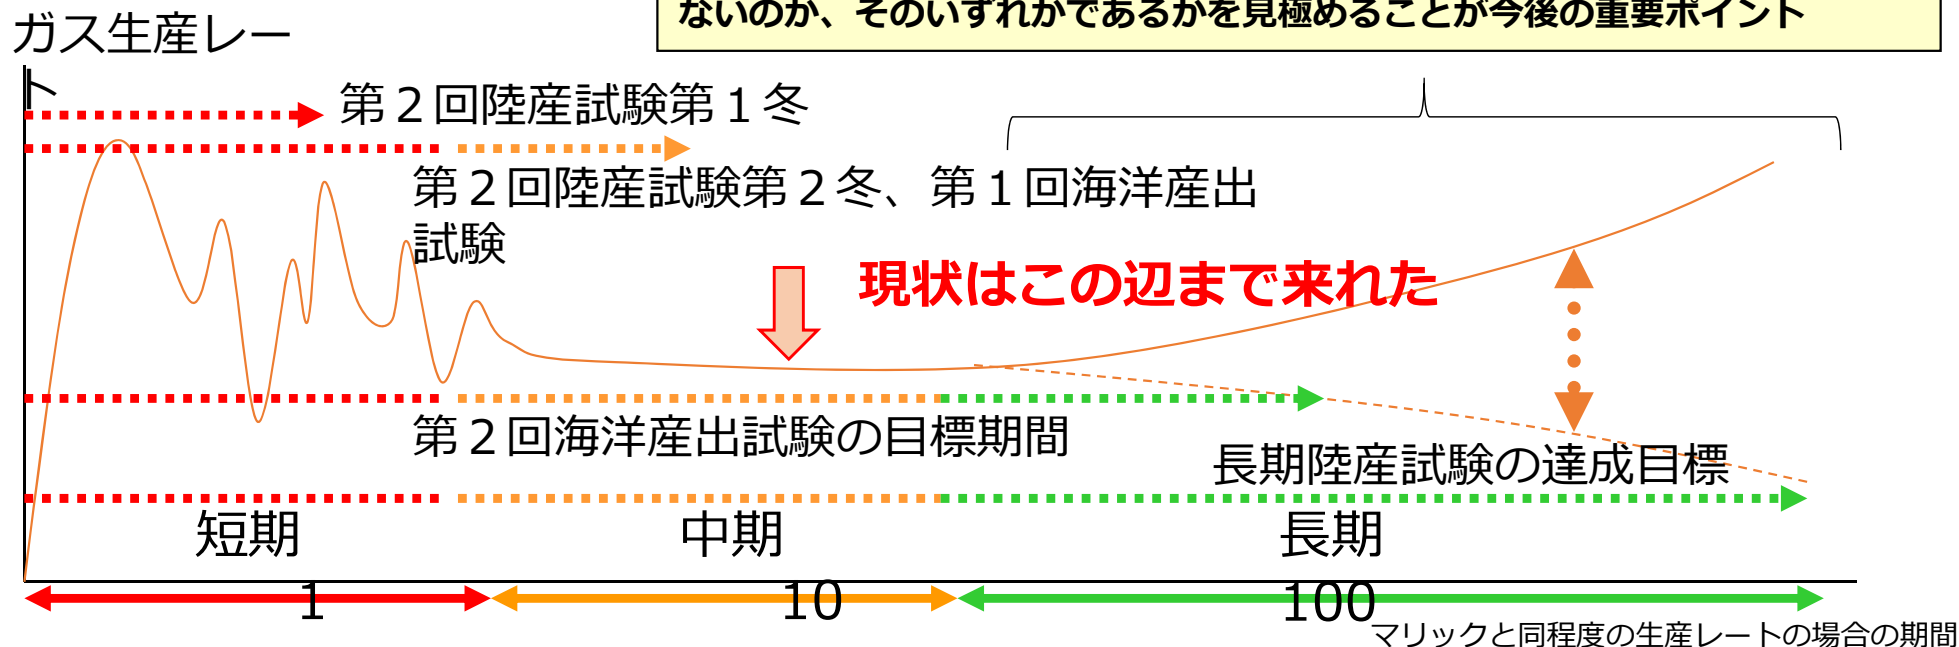 ないのか、そのいずれかであるかを見極めることが今後の重要ポイント
ガス生産レー
ト
第２回陸産試験第１冬
第２回陸産試験第２冬、第１回海洋産出
試験
現状はこの辺まで来れた
第２回海洋産出試験の目標期間
長期陸産試験の達成目標
短期
中期
長期
1
10
100
マリックと同程度の生産レートの場合の期間